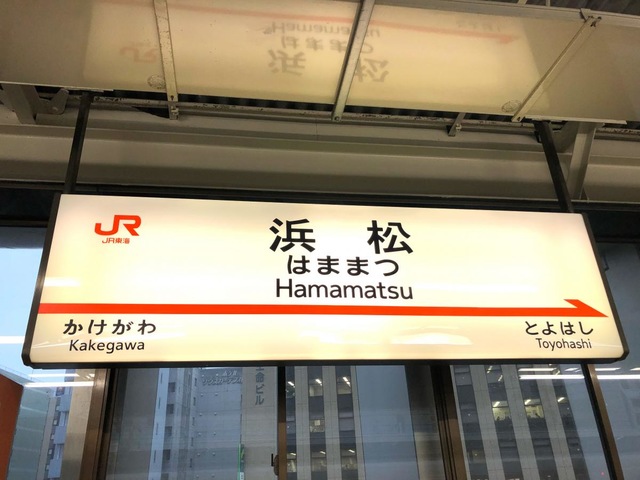 JR
JR東海
浜松
はままつ
Hamamatsu
かけがわ
Kakegawa
とよはし
Toyohashi